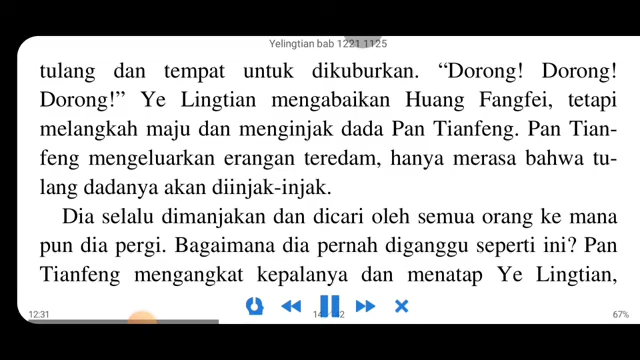 Yelingtian bab 1221 1125
tulang dan tempat untuk dikuburkan. “Dorong! Dorong!
Dorong!” Ye Lingtian mengabaikan Huang Fangfei, tetapi
melangkah maju dan menginjak dada Pan Tianfeng. Pan Tian-
feng mengeluarkan erangan teredam, hanya merasa bahwa tu-
lang dadanya akan diinjak-injak.
Dia selalu dimanjakan dan dicari oleh semua orang ke mana
pun dia pergi. Bagaimana dia pernah diganggu seperti ini? Pan
Tianfeng mengangkat kepalanya dan menatap Ye Lingtian,
12:31
67%